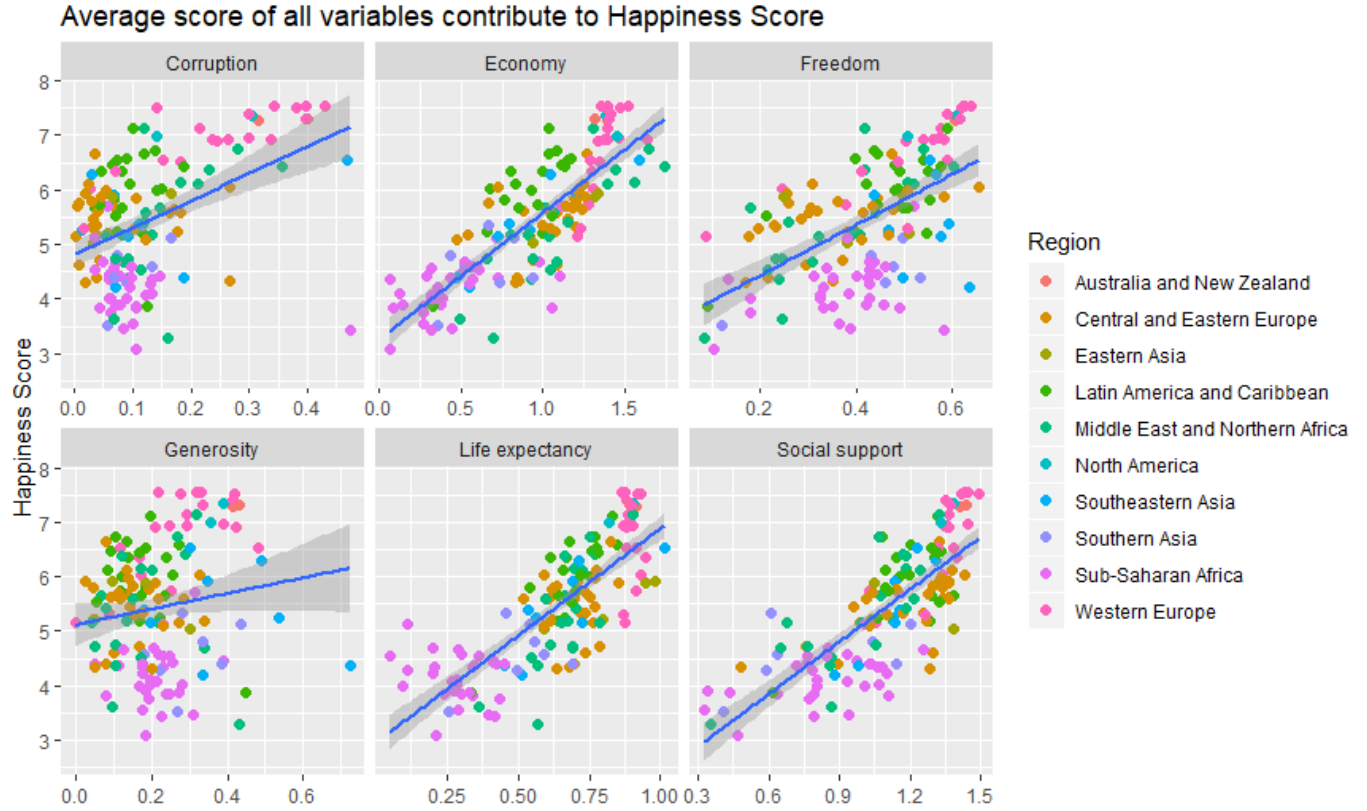 Average score of all variables contribute to Happiness Score
Corruption
Economy
Freedom
8
7
6
5
4
3
0.0 0.1 0.2 0.3 0.4
0.0 0.5 1.0 1.5
0.2 0.4 0.6
Happiness Score
Generosity
Life expectancy
Social support
8
7
6
5
4
3
0.0 0.2 0.4 0.6
0.25 0.50 0.75 1.00
0.3 0.6 0.9 1.2 1.5
Region
Australia and New Zealand
Central and Eastern Europe
Eastern Asia
Latin America and Caribbean
Middle East and Northern Africa
North America
Southeastern Asia
Southern Asia
Sub-Saharan Africa
Western Europe